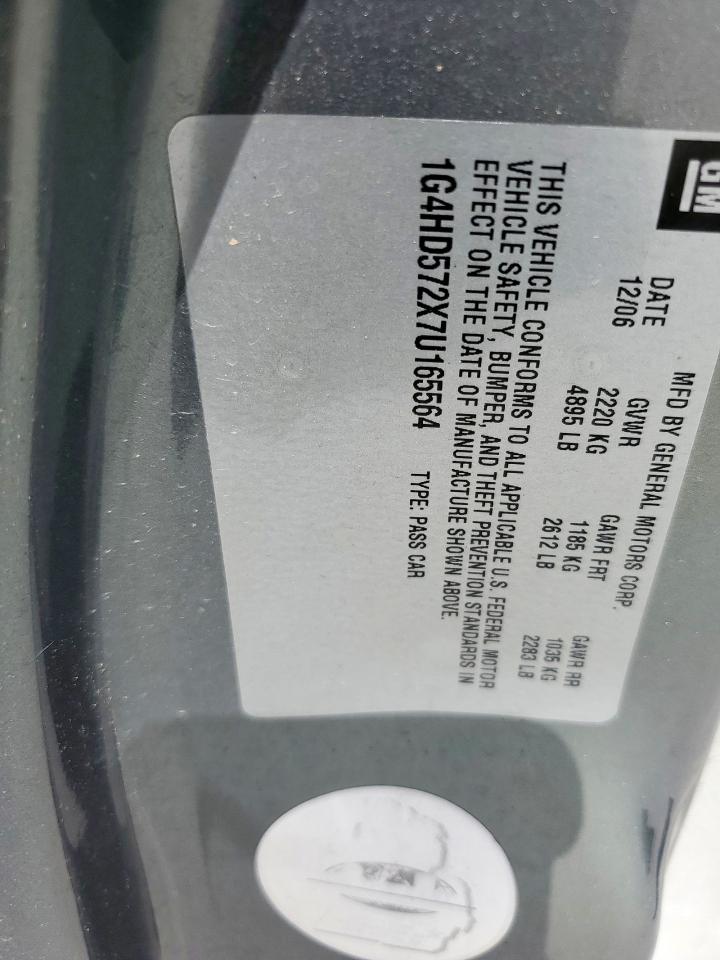 GM
MFD BY GENERAL MOTORS CORP.
DATE GVWR GAWR FRT GAWR RR
12/06 2220 KG 1185 KG 1035 KG
4895 LB 2612 LB 2283 LB
THIS VEHICLE CONFORMS TO ALL APPLICABLE U.S. FEDERAL MOTOR
VEHICLE SAFETY, BUMPER, AND THEFT PREVENTION STANDARDS IN
EFFECT ON THE DATE OF MANUFACTURE SHOWN ABOVE.
1G4HD572X7U165564 TYPE: PASS CAR